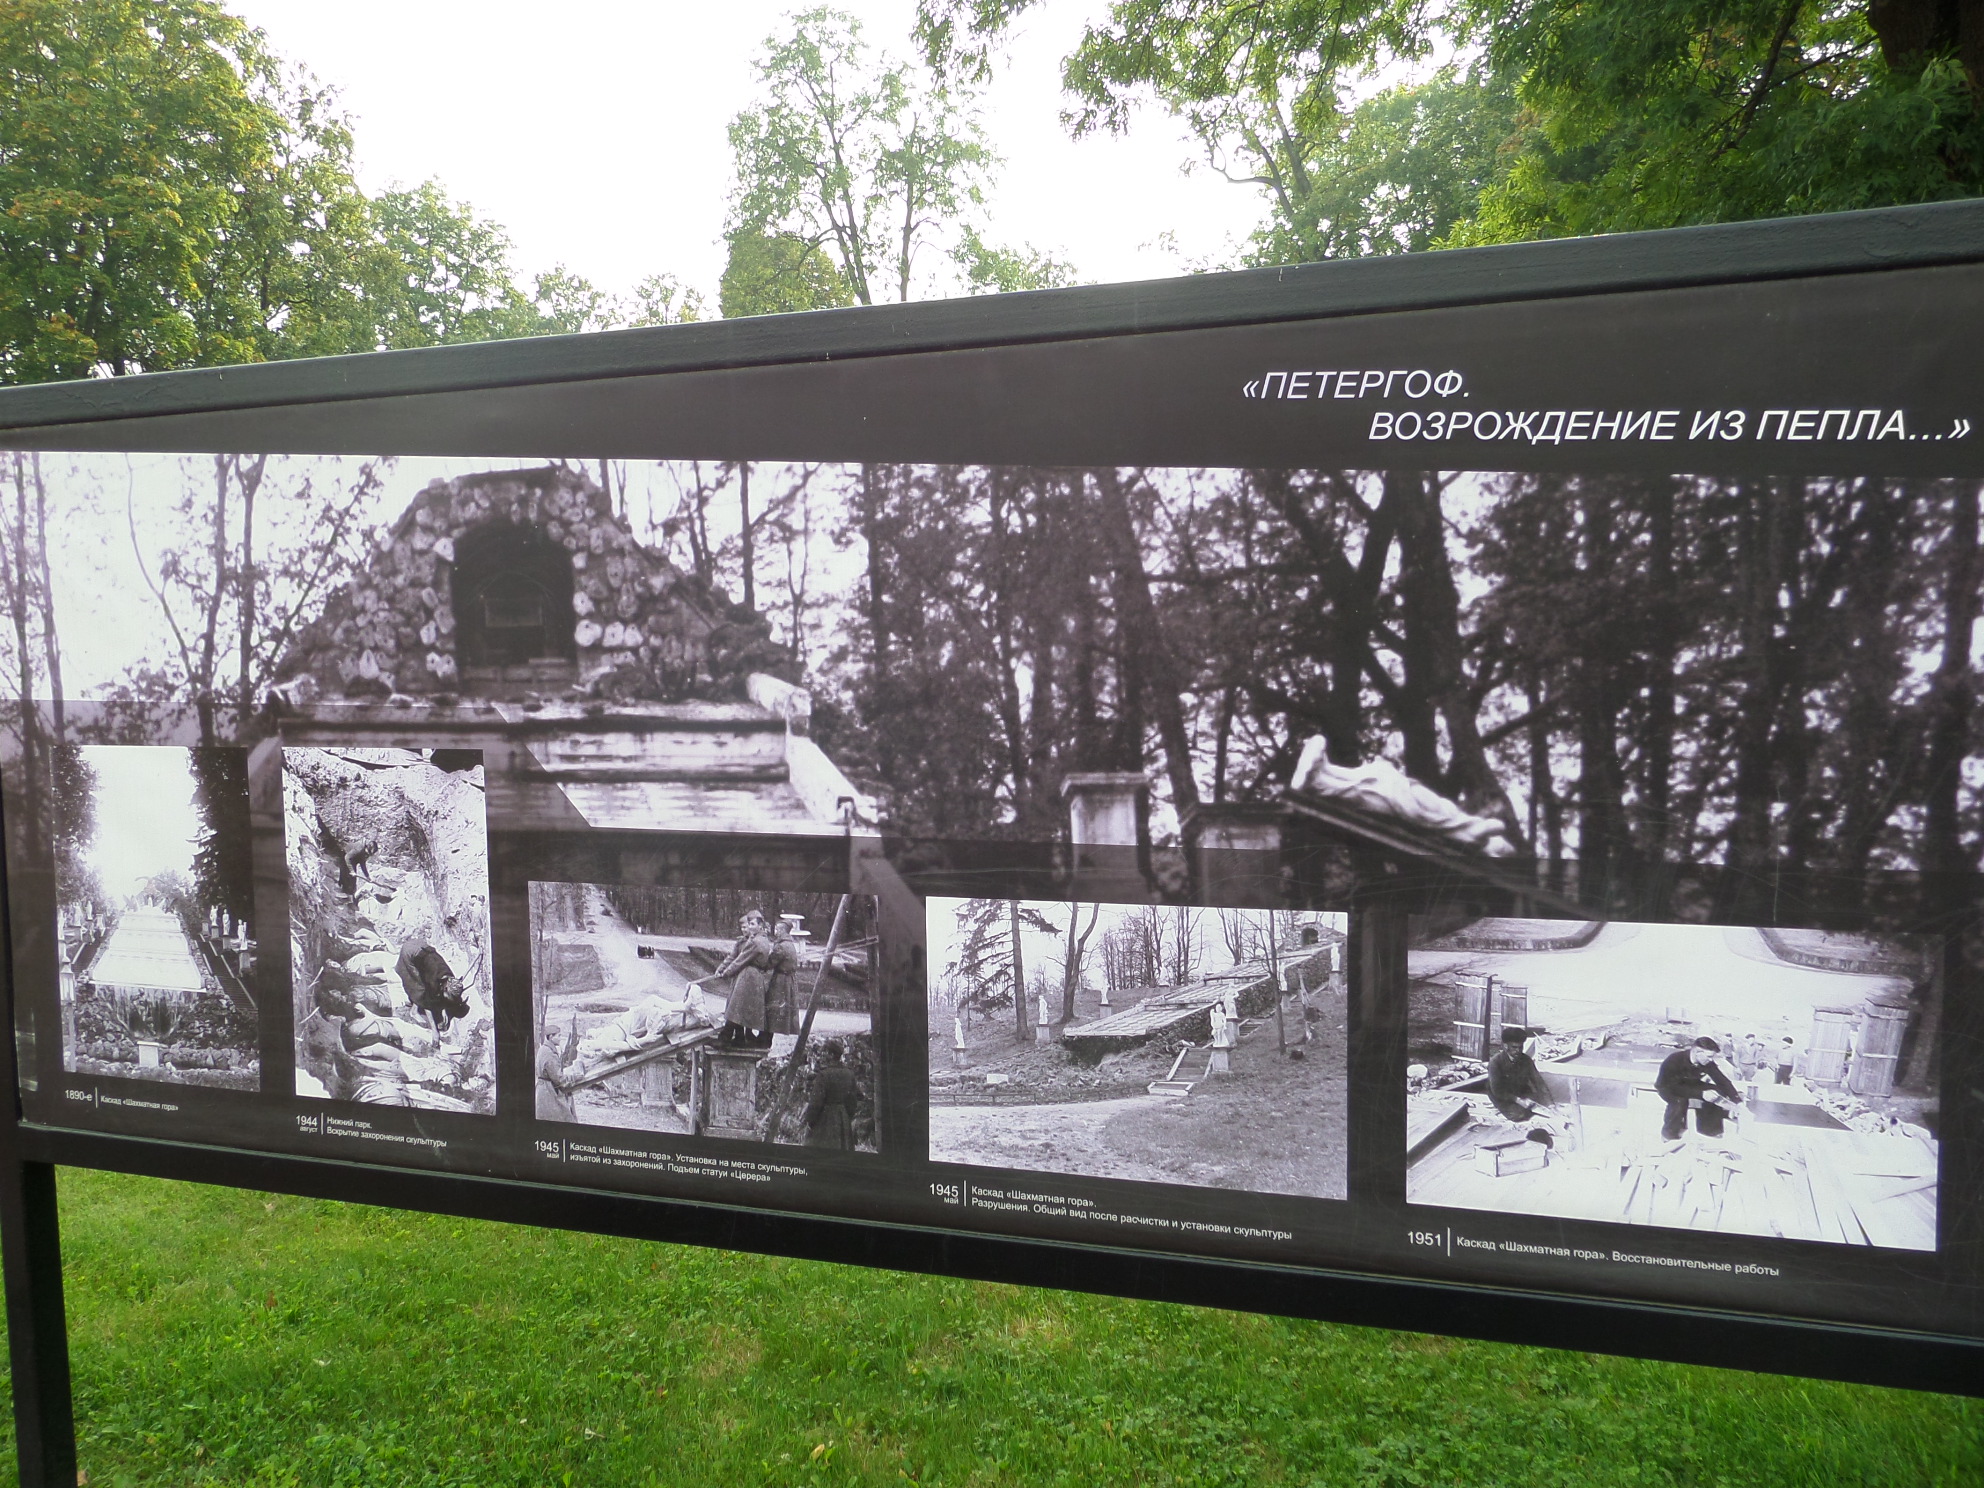 «ПЕТЕРГОФ.
ВОЗРОЖДЕНИЕ ИЗ ПЕПЛА...»
1890-е
Каскад «Шахматная гора»
1944
август
Нижний парк.
Вскрытие захоронения скульптуры
1945
май
Каскад «Шахматная гора». Установка на места скульптуры,
изъятой из захоронений. Подъем статуи «Церера»
1945
май
Каскад «Шахматная гора».
Разрушения. Общий вид после расчистки и установки скульптуры
1951
Каскад «Шахматная гора». Восстановительные работы